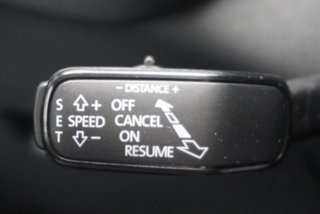 - DISTANCE +
S + OFF
E SPEED CANCEL
T - ON
RESUME